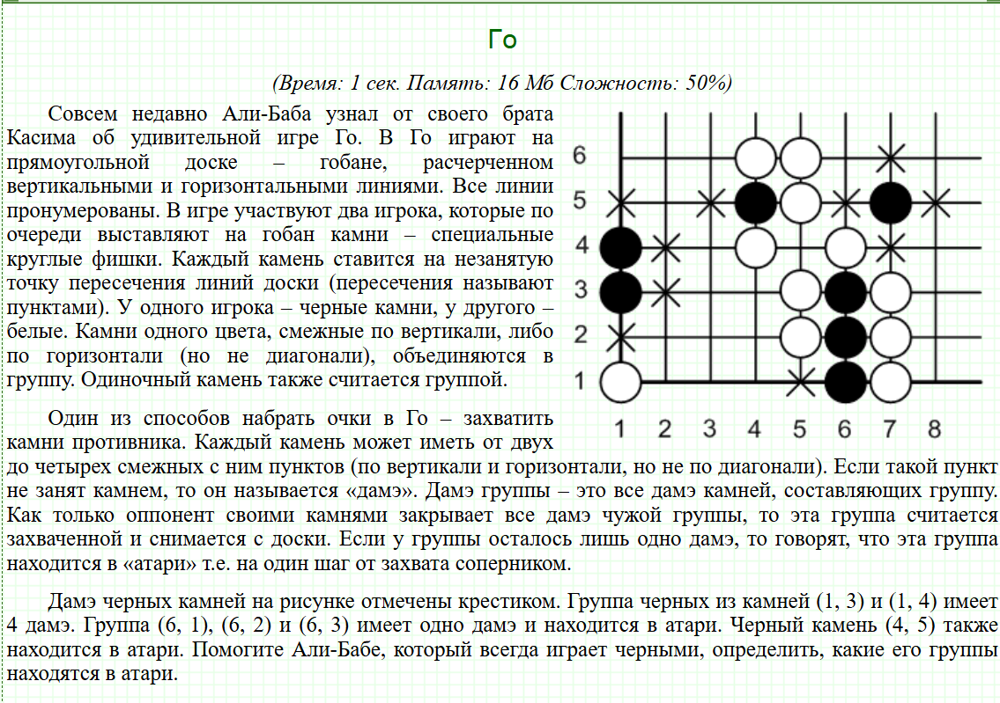 Го
(Время: 1 сек. Память: 16 Мб Сложность: 50%)
Совсем недавно Али-Баба узнал от своего брата
Касима об удивительной игре Го. В Го играют на
прямоугольной доске – гобане, расчерченном
вертикальными и горизонтальными линиями. Все линии
пронумерованы. В игре участвуют два игрока, которые по
очереди выставляют на гобан камни – специальные
круглые фишки. Каждый камень ставится на незанятую
точку пересечения линий доски (пересечения называют
пунктами). У одного игрока – черные камни, у другого –
белые. Камни одного цвета, смежные по вертикали, либо
по горизонтали (но не диагонали), объединяются в
группу. Одиночный камень также считается группой.
6
5
4
3
2
1
1 2 3 4 5 6 7 8
Один из способов набрать очки в Го – захватить
камни противника. Каждый камень может иметь от двух
до четырех смежных с ним пунктов (по вертикали и горизонтали, но не по диагонали). Если такой пункт
не занят камнем, то он называется «дамэ». Дамэ группы – это все дамэ камней, составляющих группу.
Как только оппонент своими камнями закрывает все дамэ чужой группы, то эта группа считается
захваченной и снимается с доски. Если у группы осталось лишь одно дамэ, то говорят, что эта группа
находится в «атари» т.е. на один шаг от захвата соперником.
Дамэ черных камней на рисунке отмечены крестиком. Группа черных из камней (1, 3) и (1, 4) имеет
4 дамэ. Группа (6, 1), (6, 2) и (6, 3) имеет одно дамэ и находится в атари. Черный камень (4, 5) также
находится в атари. Помогите Али-Бабе, который всегда играет черными, определить, какие его группы
находятся в атари.